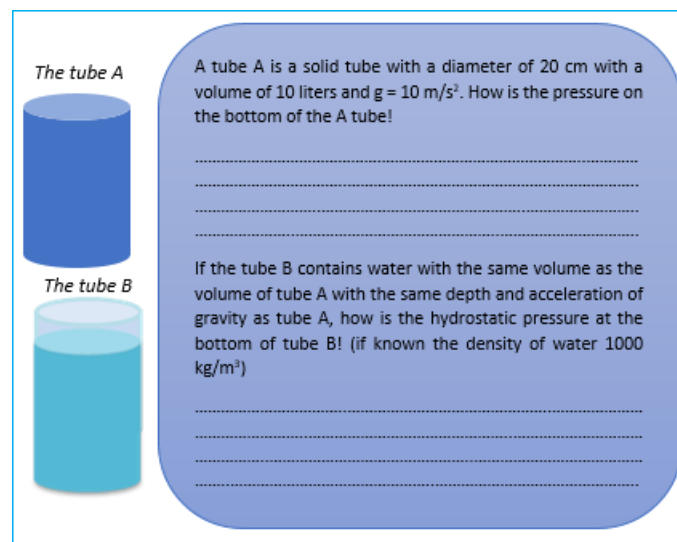 The tube A
A tube A is a solid tube with a diameter of 20 cm with a
volume of 10 liters and g = 10 m/s². How is the pressure on
the bottom of the A tube!
The tube B
If the tube B contains water with the same volume as the
volume of tube A with the same depth and acceleration of
gravity as tube A, how is the hydrostatic pressure at the
bottom of tube B! (if known the density of water 1000
kg/m³)